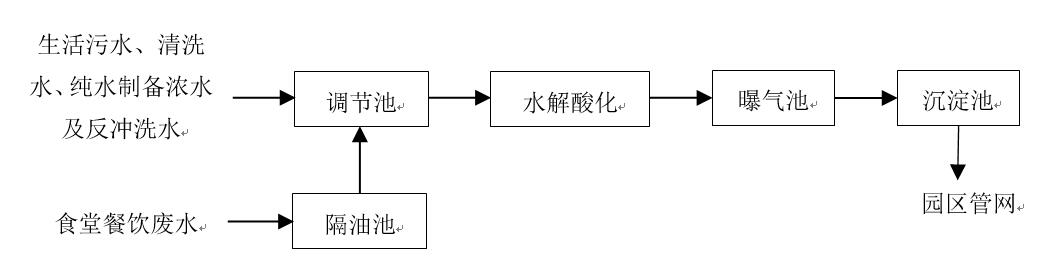 生活污水、清洗
水、纯水制备浓水
及反冲洗水
调节池
水解酸化
曝气池
沉淀池
食堂餐饮废水
隔油池
园区管网